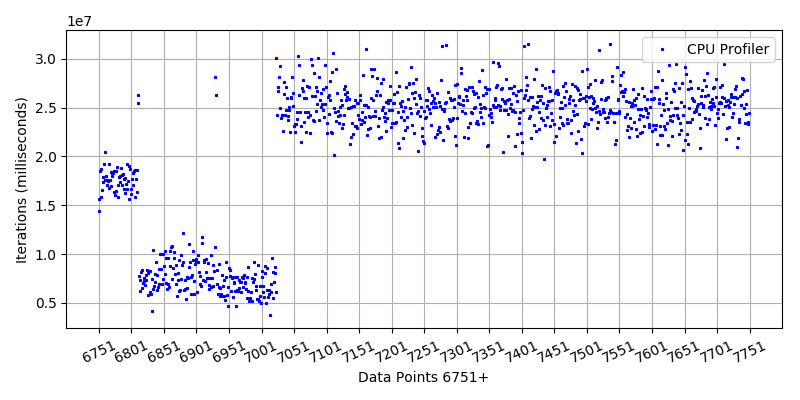 1e7
CPU Profiler
3.0
2.5
2.0
1.5
1.0
0.5
Iterations (milliseconds)
6751 6801 6851 6901 6951 7001 7051 7101 7151 7201 7251 7301 7351 7401 7451 7501 7551 7601 7651 7701 7751
Data Points 6751+